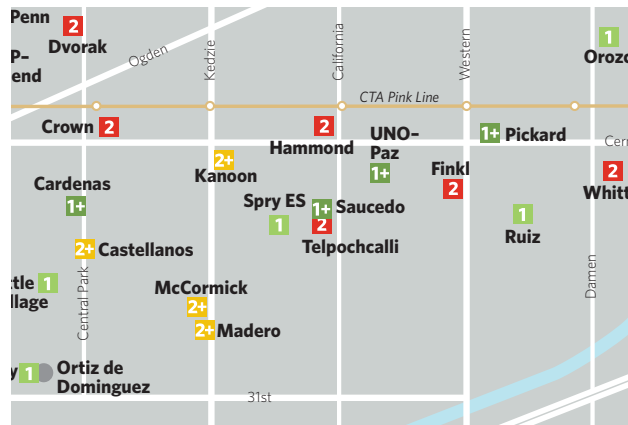 Penn
2
Dvorak
P-
end
Ogden
Kedzie
California
Western
1
Orozc
CTA Pink Line
Crown 2
2
Hammond
UNO–
Paz
1+
1+ Pickard
Cerm
2+
Kanoon
Finkl
2
2
Whitt
Cardenas
1+
Spry ES
1
1+ Saucedo
2
Telpochcalli
1
Ruiz
2+ Castellanos
ttle
llage
1
Central Park
McCormick
2+
2+ Madero
Damen
y 1 Ortiz de
Dominguez
31st